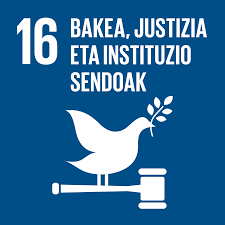 16 BAKEA, JUSTIZIA
ETA INSTITUZIO
SENDOAK